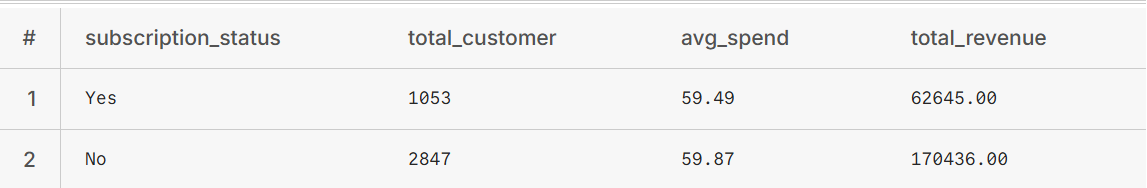 # subscription_status total_customer avg_spend total_revenue
1 Yes 1053 59.49 62645.00
2 No 2847 59.87 170436.00